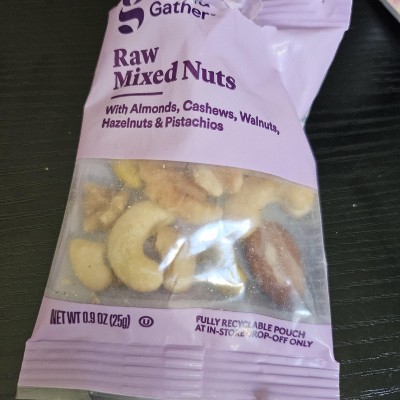 Gather
Raw
Mixed Nuts
With Almonds, Cashews, Walnuts,
Hazelnuts & Pistachios
NET WT 0.9 OZ (25g) U
FULLY RECYCLABLE POUCH
AT IN-STORE DROP-OFF ONLY